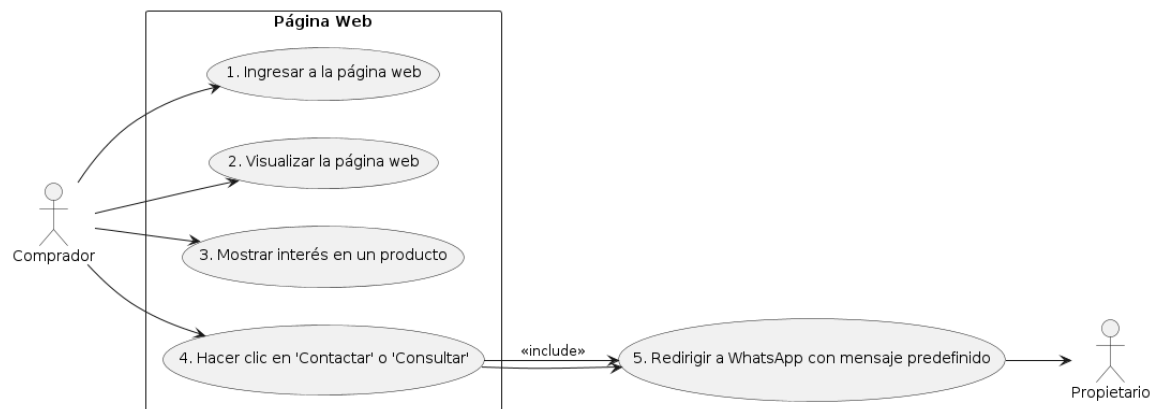 Página Web
1. Ingresar a la página web
2. Visualizar la página web
3. Mostrar interés en un producto
Comprador
4. Hacer clic en 'Contactar' o 'Consultar'
«include»
5. Redirigir a WhatsApp con mensaje predefinido
Propietario